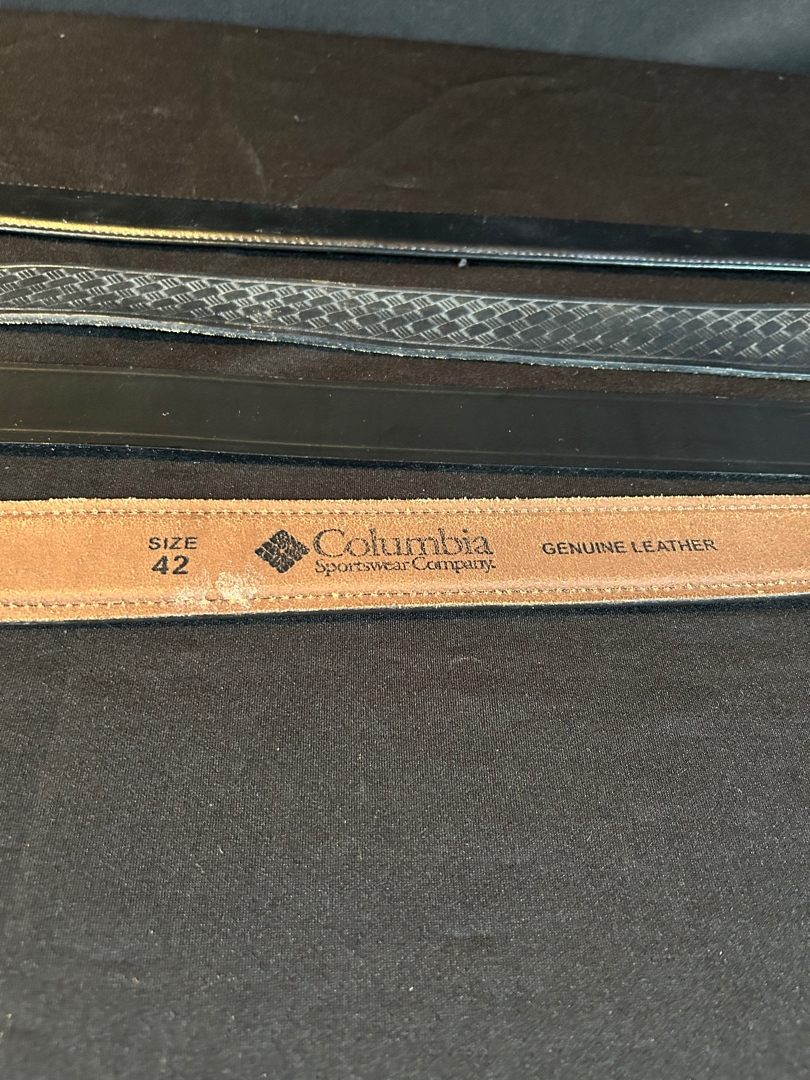 SIZE
42
Columbia
Sportswear Company.
GENUINE LEATHER